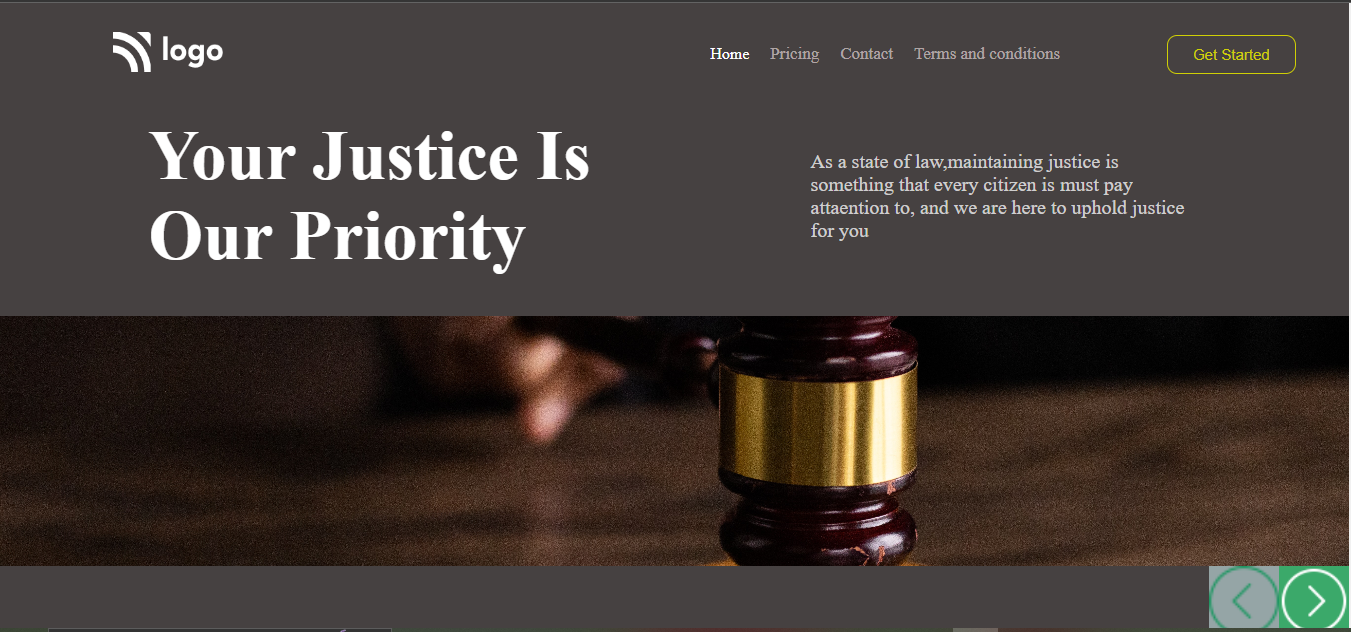 logo
Home Pricing Contact Terms and conditions Get Started
Your Justice Is
Our Priority
As a state of law,maintaining justice is
something that every citizen is must pay
attaention to, and we are here to uphold justice
for you